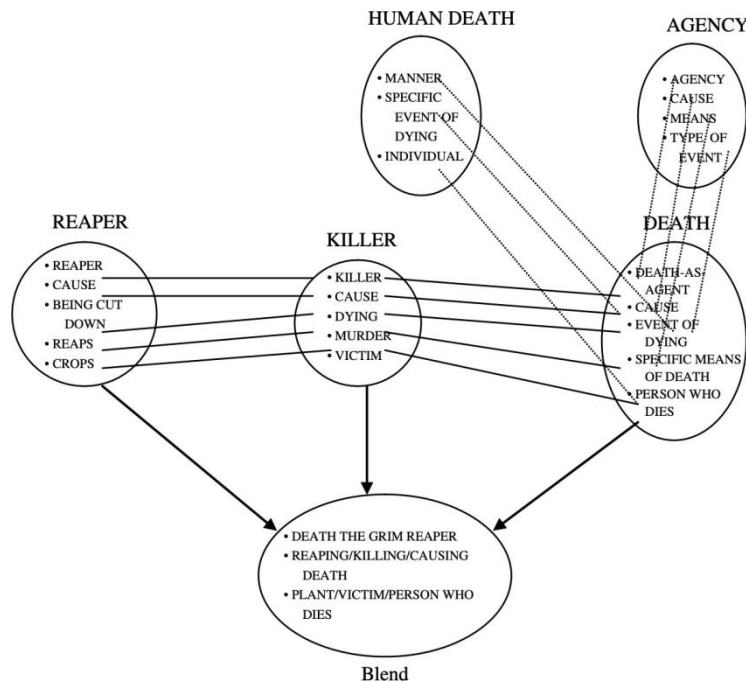 HUMAN DEATH
AGENCY
• MANNER
• SPECIFIC
EVENT OF
DYING
• INDIVIDUAL
• AGENCY
• CAUSE
• MEANS
• TYPE OF
EVENT
REAPER
KILLER
DEATH
• REAPER
• CAUSE
• BEING CUT
DOWN
• REAPS
• CROPS
• KILLER
• CAUSE
• DYING
• MURDER
• VICTIM
• DEATH-AS-
AGENT
• CAUSE
• EVENT OF
DYING
• SPECIFIC MEANS
OF DEATH
• PERSON WHO
DIES
• DEATH THE GRIM REAPER
• REAPING/KILLING/CAUSING
DEATH
• PLANT/VICTIM/PERSON WHO
DIES
Blend